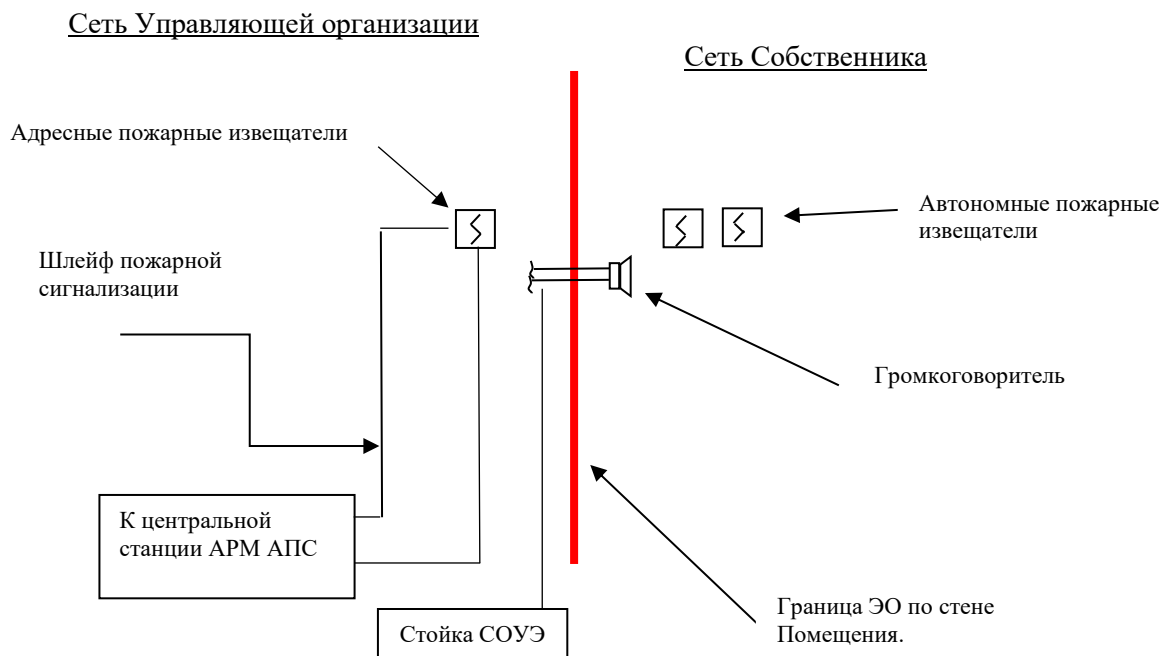 Сеть Управляющей организации
Сеть Собственника
Адресные пожарные извещатели
Автономные пожарные
извещатели
Шлейф пожарной
сигнализации
Громкоговоритель
К центральной
станции АРМ АПС
Стойка СОУЭ
Граница ЭО по стене
Помещения.